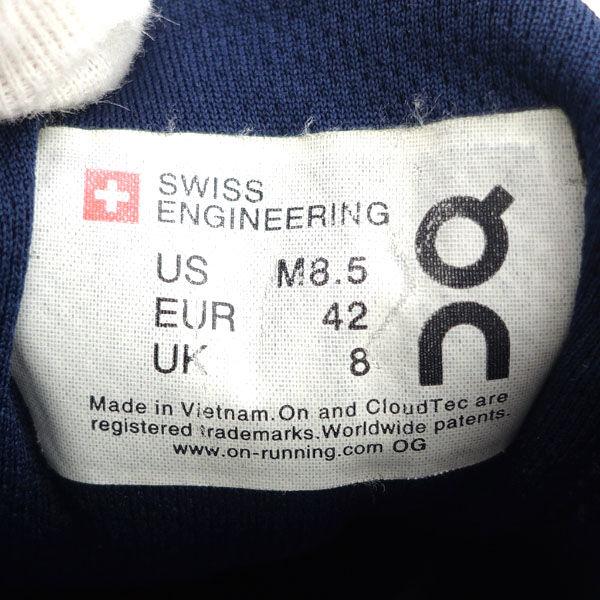 SWISS
ENGINEERING
US M8.5
EUR 42
UK 8
Made in Vietnam.On and CloudTec are
registered trademarks.Worldwide patents.
www.on-running.com OG